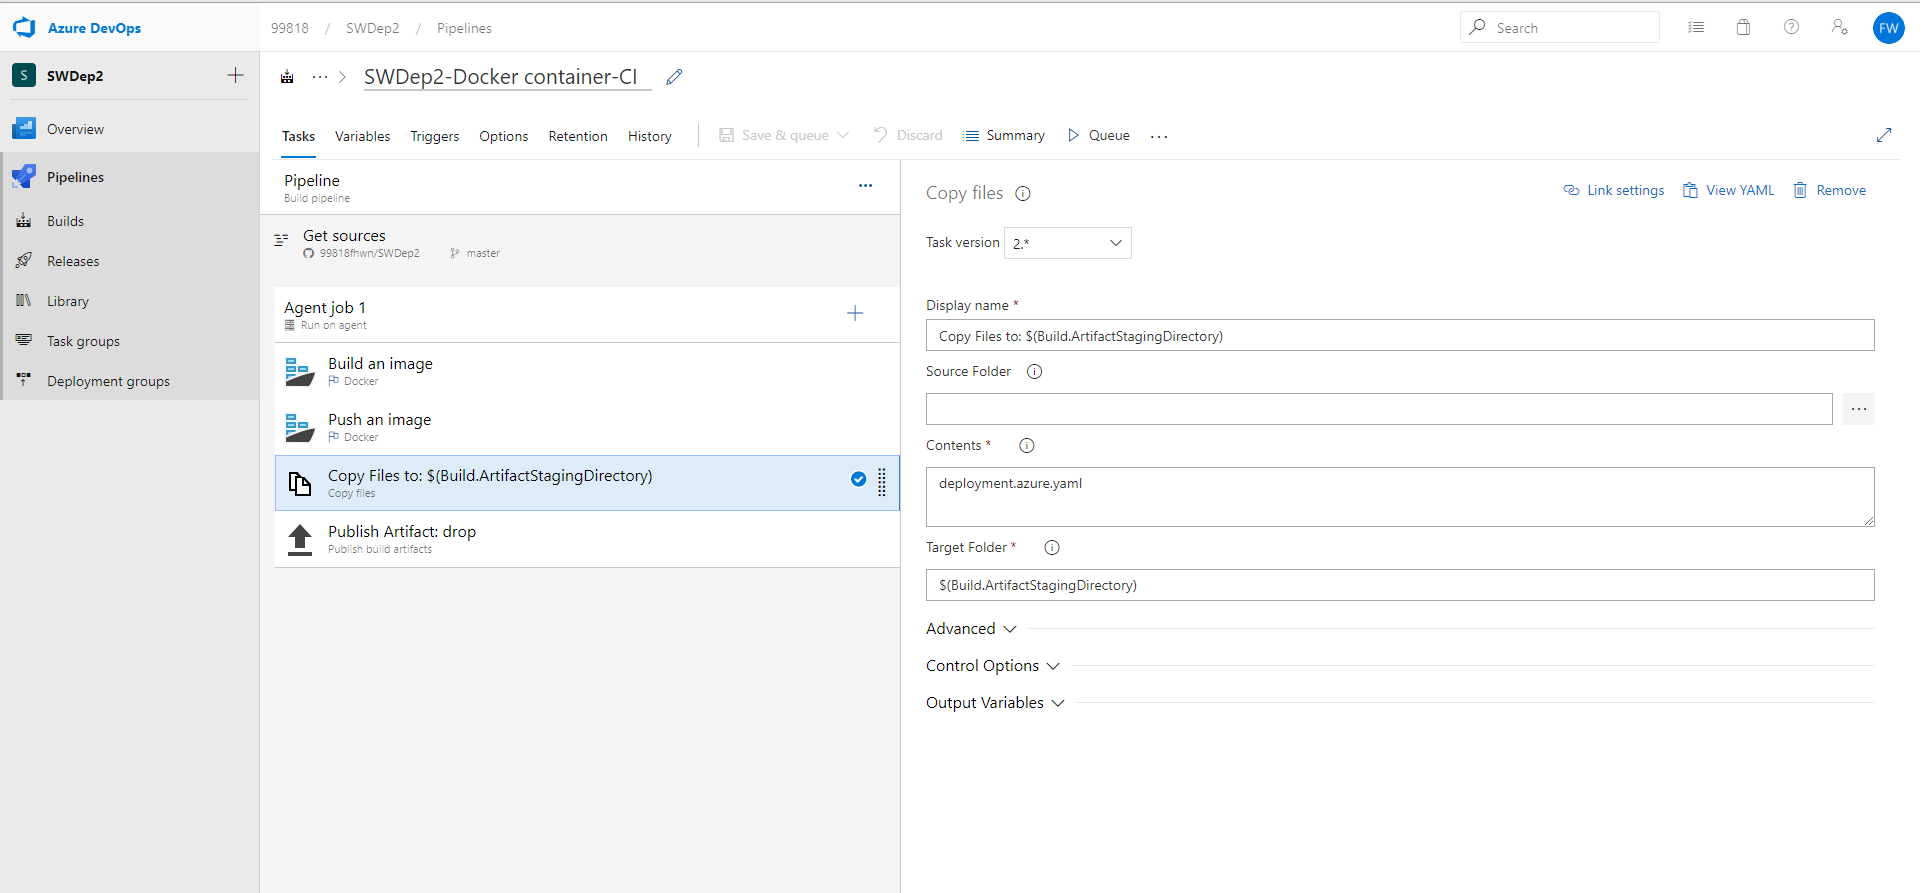 Azure DevOps
99818 / SWDep2 / Pipelines
Search
FW
S SWDep2
SWDep2-Docker container-CI
Overview
Tasks Variables Triggers Options Retention History Save & queue Discard Summary Queue ...
Pipelines
Builds
Releases
Library
Task groups
Deployment groups
Pipeline
Build pipeline
Get sources
99818fhwn/SWDep2 master
Agent job 1
Run on agent
Build an image
Docker
Push an image
Docker
Copy Files to: $(Build.ArtifactStagingDirectory)
Copy files
Publish Artifact: drop
Publish build artifacts
Copy files
Link settings View YAML Remove
Task version 2.*
Display name *
Copy Files to: $(Build.ArtifactStagingDirectory)
Source Folder
Contents *
deployment.azure.yaml
Target Folder *
$(Build.ArtifactStagingDirectory)
Advanced
Control Options
Output Variables